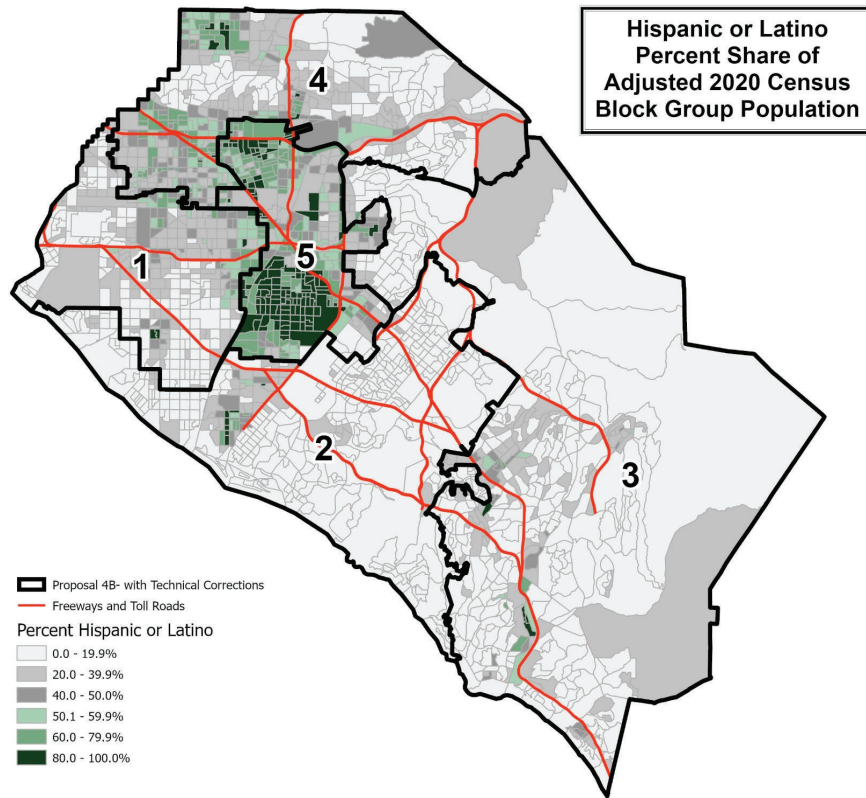 Hispanic or Latino
Percent Share of
Adjusted 2020 Census
Block Group Population
4
1
5
2
3
Proposal 4B- with Technical Corrections
Freeways and Toll Roads
Percent Hispanic or Latino
0.0 - 19.9%
20.0 - 39.9%
40.0 - 50.0%
50.1 - 59.9%
60.0 - 79.9%
80.0 - 100.0%